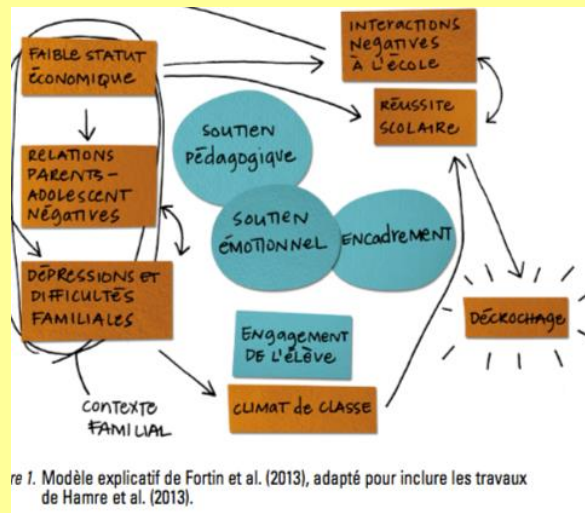 FAIBLE STATUT
ÉCONOMIQUE
INTERACTIONS
NÉGATIVES
À L'ÉCOLE
RÉUSSITE
SCOLAIRE
SOUTIEN
PÉDAGOGIQUE
RELATIONS
PARENTS-
ADOLESCENT
NÉGATIVES
SOUTIEN
ÉMOTIONNEL
ENCADREMENT
DÉPRESSIONS ET
DIFFICULTÉS
FAMILIALES
DÉCROCHAGE
ENGAGEMENT
DE L'ÉLÈVE
CLIMAT de CLASSE
CONTEXTE
FAMILIAL
re 1. Modèle explicatif de Fortin et al. (2013), adapté pour inclure les travaux
de Hamre et al. (2013).